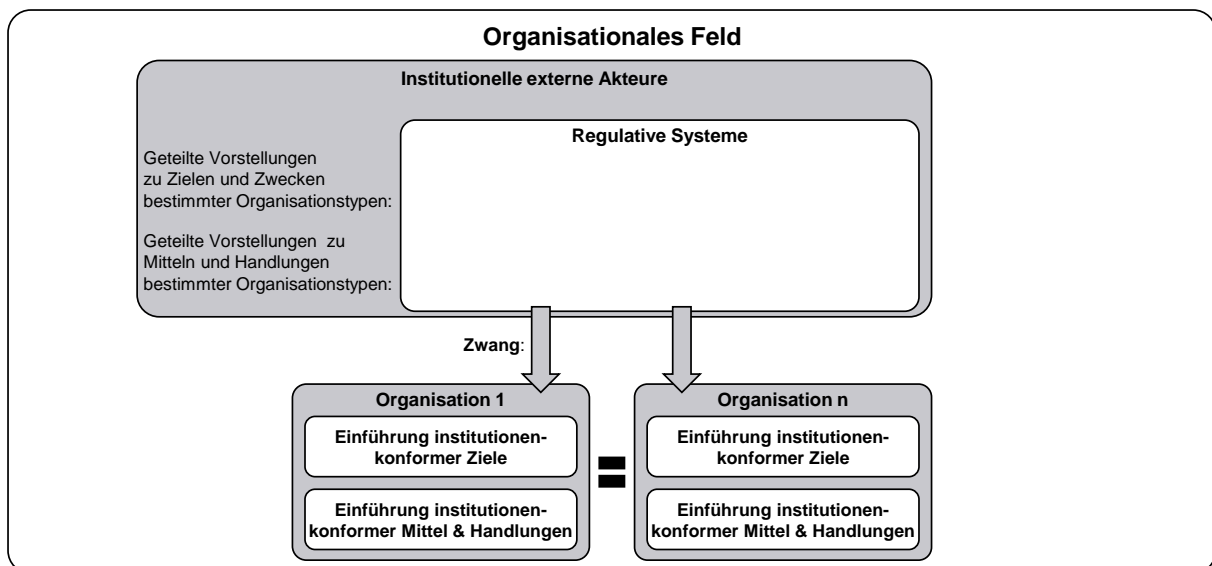 Organisationales Feld
Institutionelle externe Akteure
Regulative Systeme
Geteilte Vorstellungen
zu Zielen und Zwecken
bestimmter Organisationstypen:
Geteilte Vorstellungen zu
Mitteln und Handlungen
bestimmter Organisationstypen:
Zwang:
Organisation 1
Einführung institutionen-
konformer Ziele
Einführung institutionen-
konformer Mittel & Handlungen
=
Organisation n
Einführung institutionen-
konformer Ziele
Einführung institutionen-
konformer Mittel & Handlungen